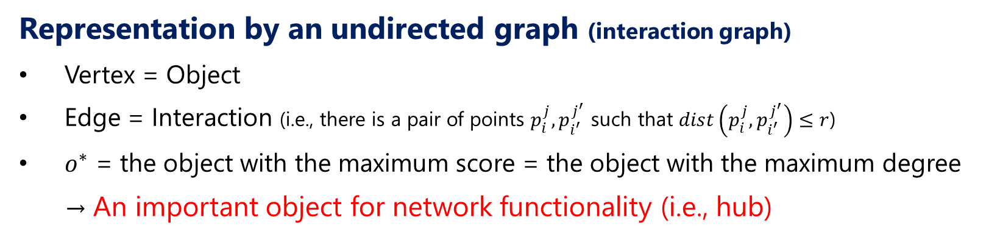 Representation by an undirected graph (interaction graph)
• Vertex = Object
• Edge = Interaction (i.e., there is a pair of points $p_i^j, p_{i'}^{j'}$ such that $dist\left(p_i^j, p_{i'}^{j'}\right) \leq r$)
• $o^*$ = the object with the maximum score = the object with the maximum degree
→ An important object for network functionality (i.e., hub)